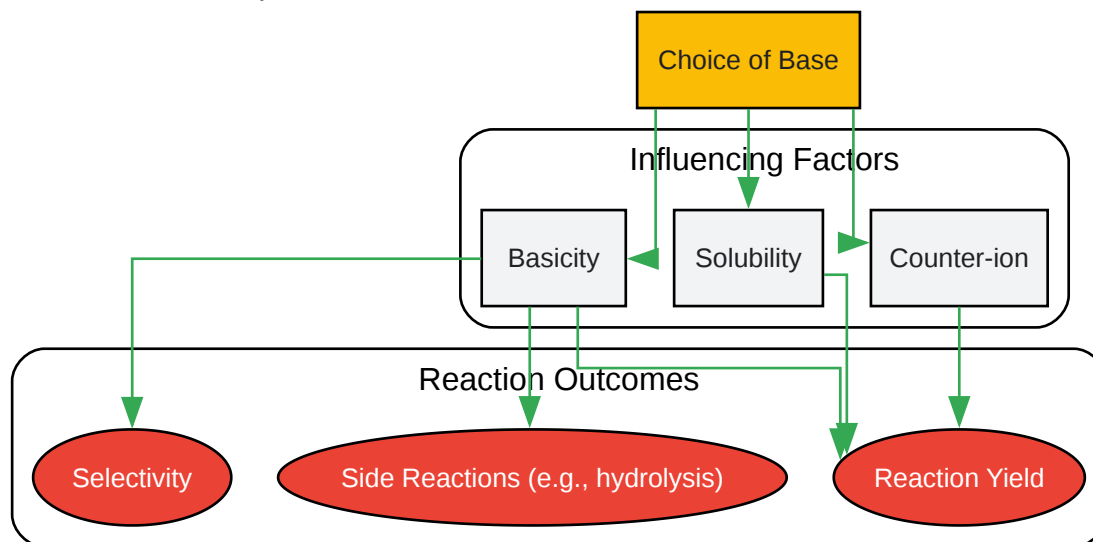 Choice of Base
Influencing Factors
Basicity
Solubility
Counter-ion
Reaction Outcomes
Selectivity
Side Reactions (e.g., hydrolysis)
Reaction Yield